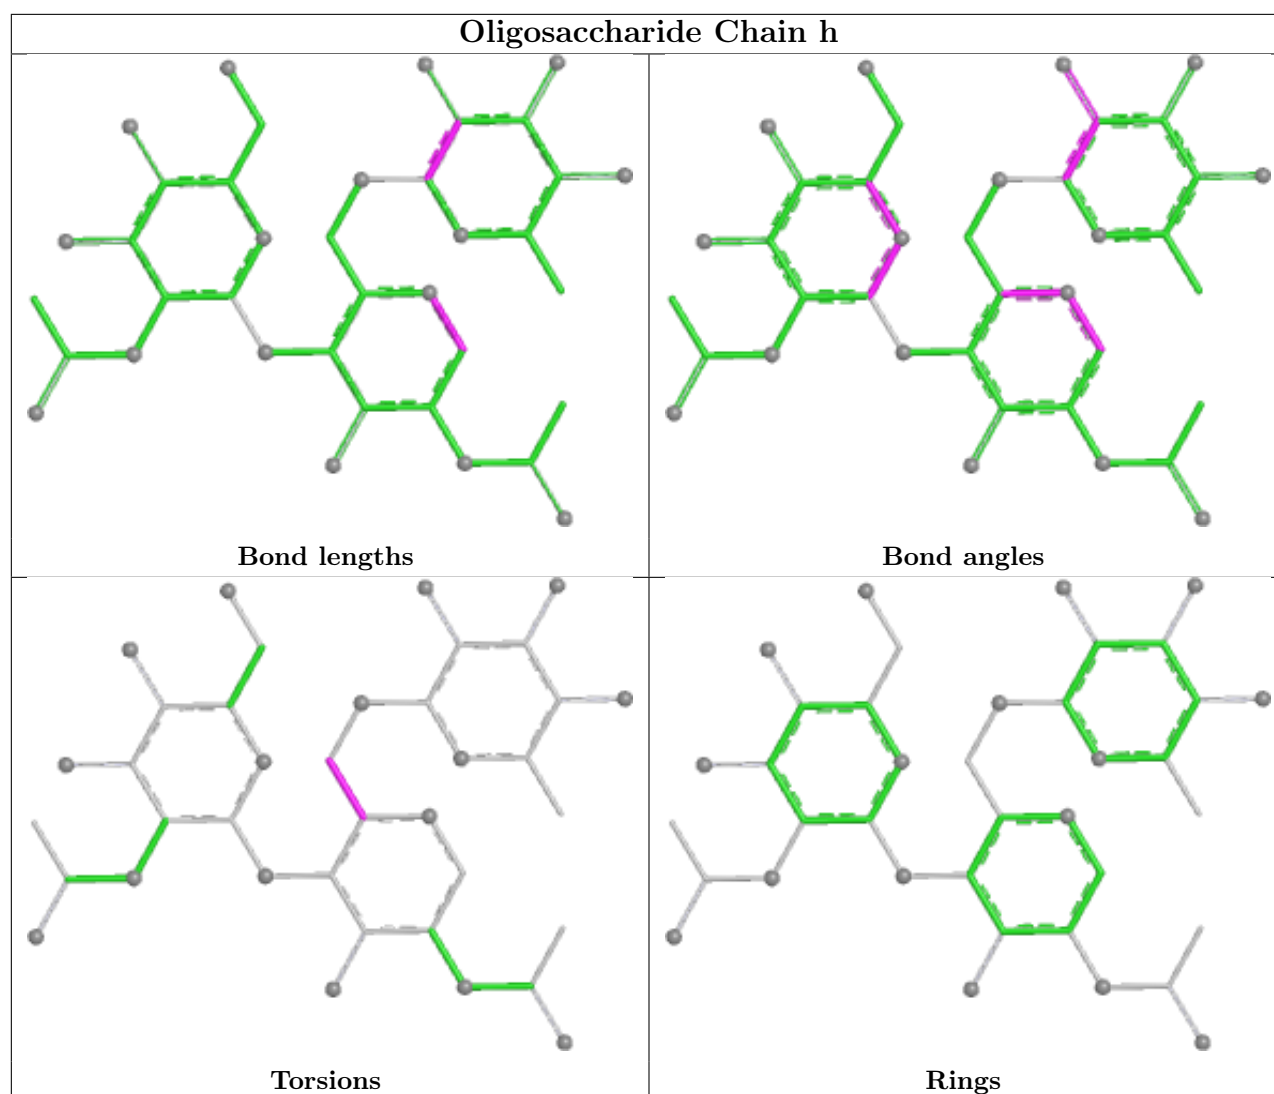 Oligosaccharide Chain h
Bond lengths
Bond angles
Torsions
Rings